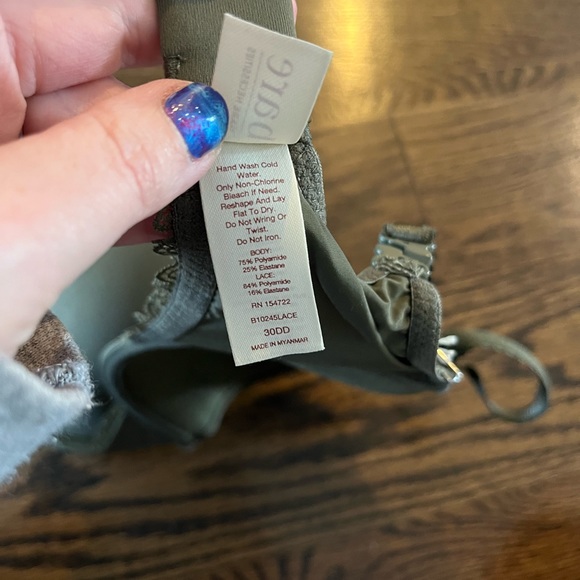 Hand Wash Cold
Water.
Only Non-Chlorine
Bleach If Need.
Reshape And Lay
Flat To Dry.
Do Not Wring Or
Twist.
Do Not Iron.
BODY:
75% Polyamide
25% Elastane
LACE:
84% Polyamide
16% Elastane
RN 154722
B10245LACE
30DD
MADE IN MYANMAR